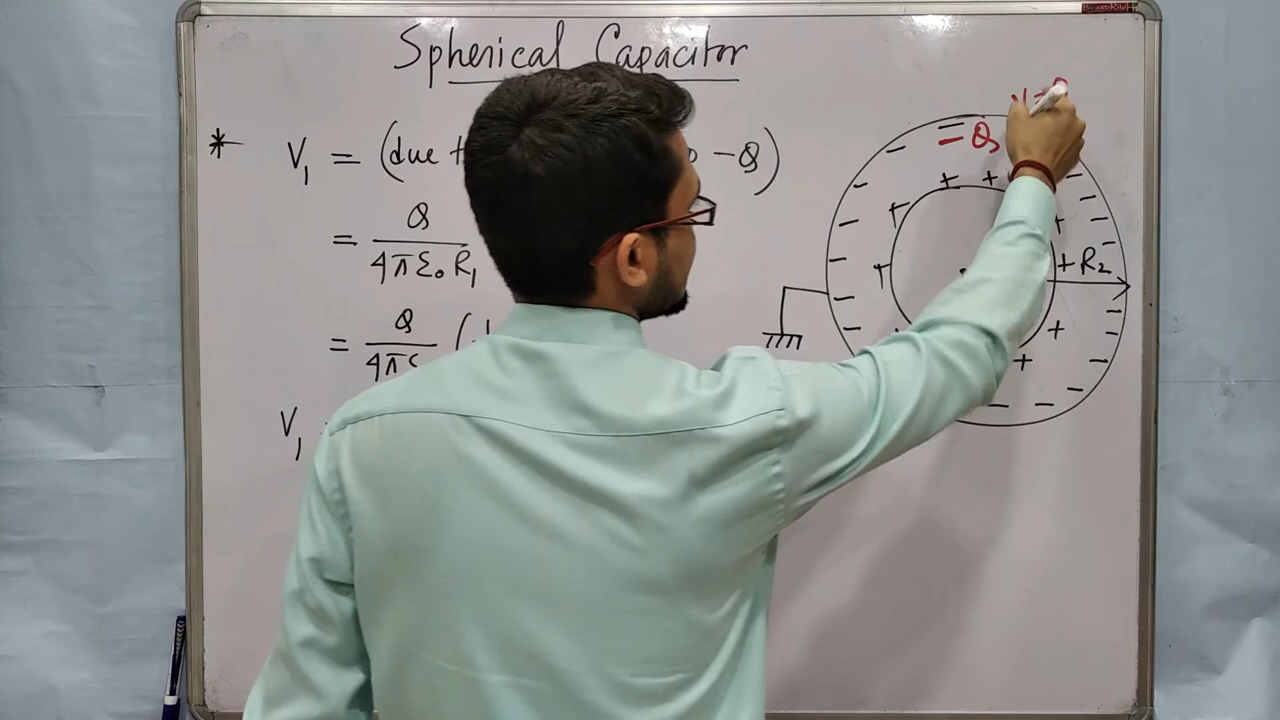 Spherical Capacitor
* V₁ = (due + − Q)
= Q / 4πε₀R₁
= Q / 4πε (
V₁
− Q
+ R₂